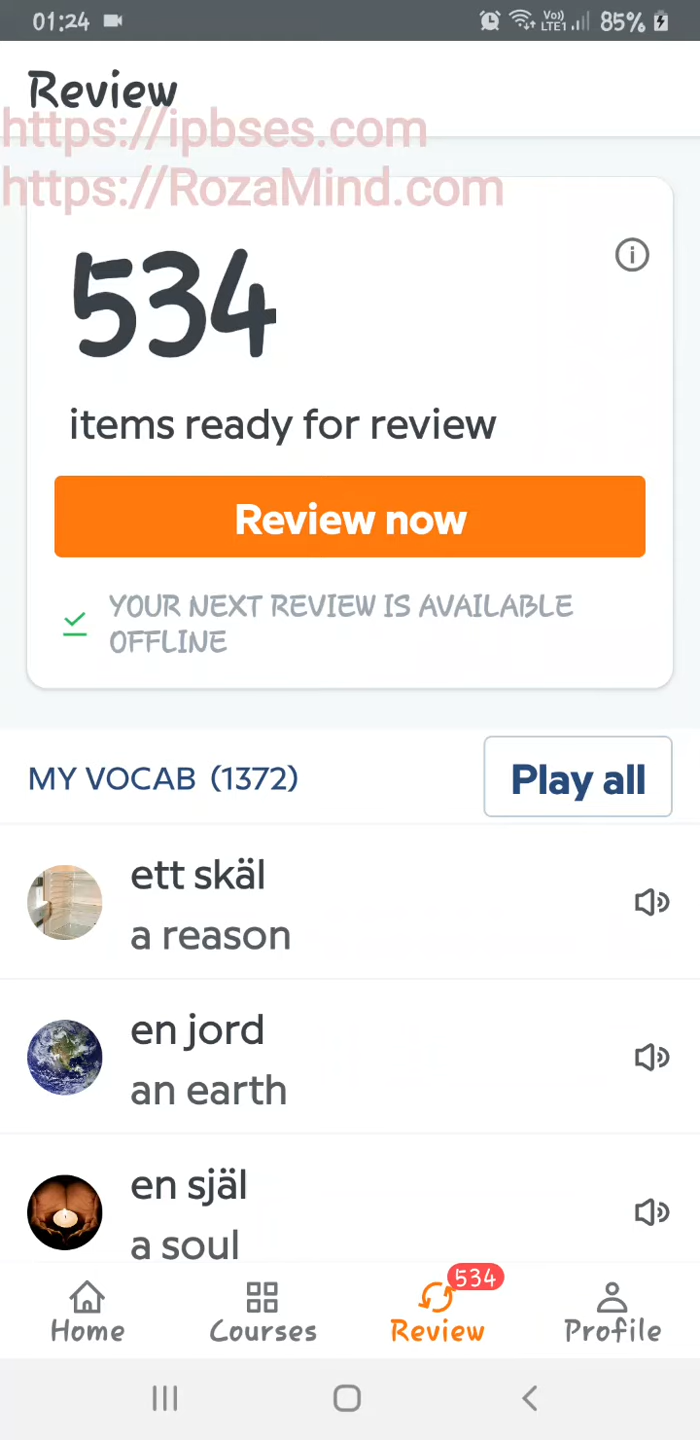 01:24
Vo)) LTE1 85%
Review
https://ipbses.com
https://RozaMind.com
534
items ready for review
Review now
YOUR NEXT REVIEW IS AVAILABLE
OFFLINE
MY VOCAB (1372)
Play all
ett skäl
a reason
en jord
an earth
en själ
a soul
534
Home Courses Review Profile